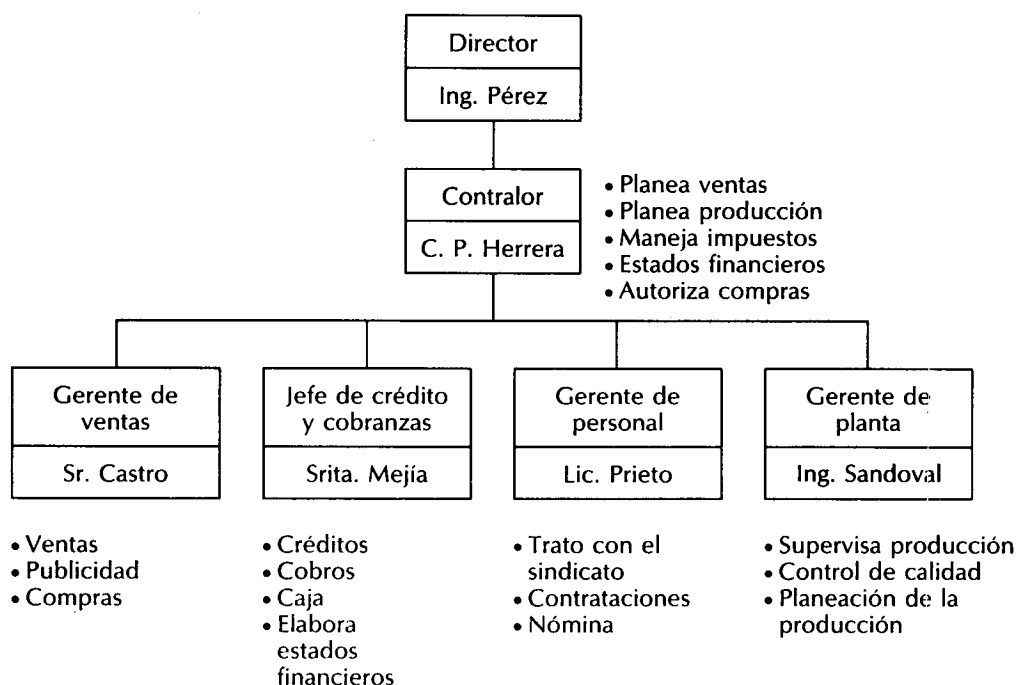 Director
Ing. Pérez
Contralor
C. P. Herrera
• Planea ventas
• Planea producción
• Maneja impuestos
• Estados financieros
• Autoriza compras
Gerente de
ventas
Sr. Castro
• Ventas
• Publicidad
• Compras
Jefe de crédito
y cobranzas
Srita. Mejía
• Créditos
• Cobros
• Caja
• Elabora
estados
financieros
Gerente de
personal
Lic. Prieto
• Trato con el
sindicato
• Contrataciones
• Nómina
Gerente de
planta
Ing. Sandoval
• Supervisa producción
• Control de calidad
• Planeación de la
producción